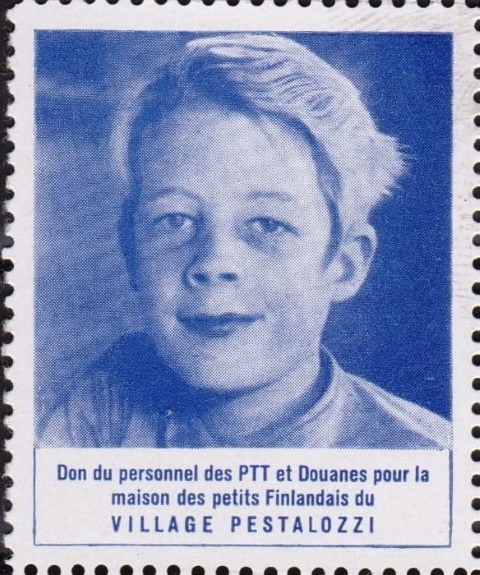 Don du personnel des PTT et Douanes pour la
maison des petits Finlandais du
VILLAGE PESTALOZZI